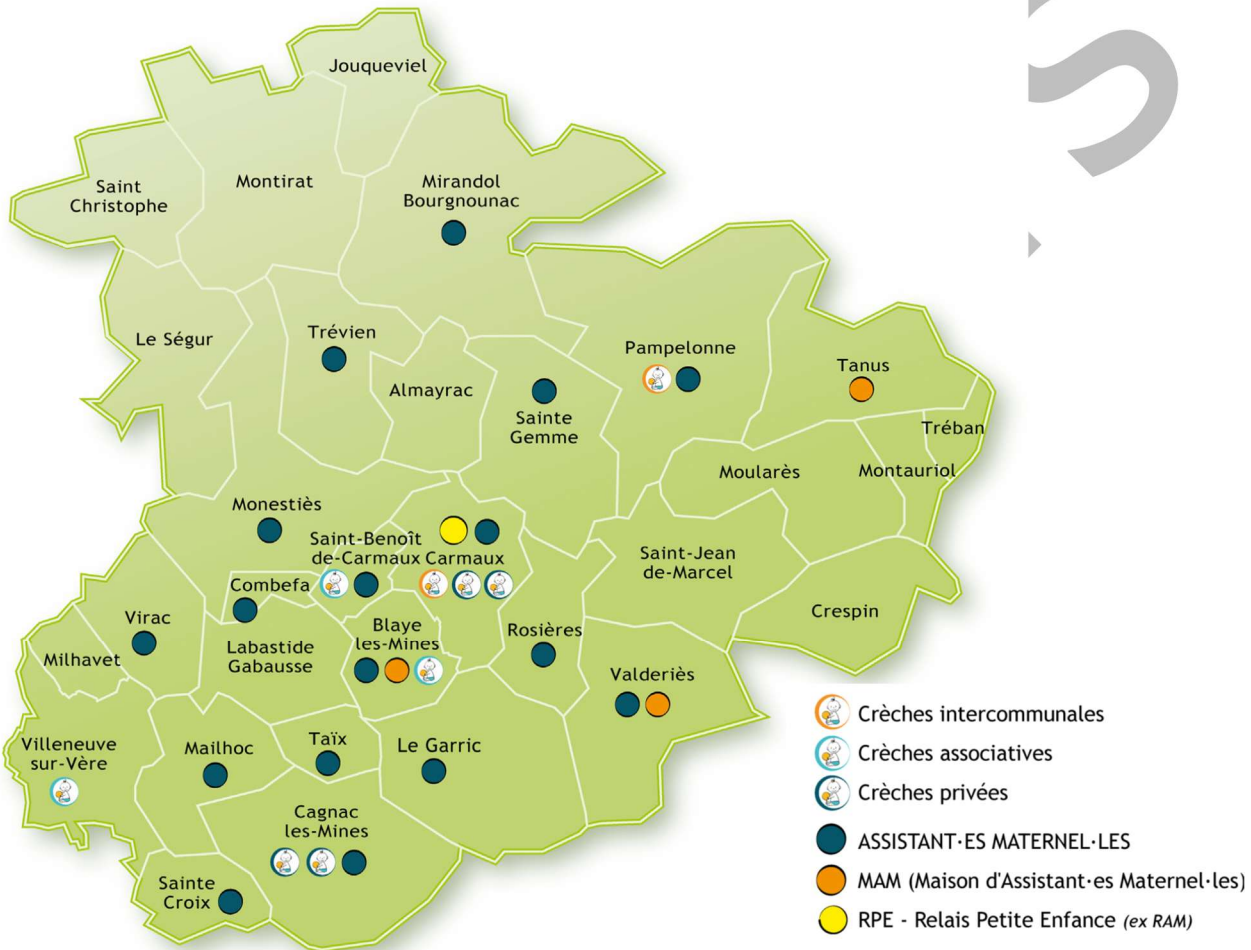 Jouqueviel
Saint
Christophe
Montirat
Mirandol
Bourgnounac
Le Ségur
Trévien
Almayrac
Sainte
Gemme
Pampelonne
Tanus
Tréban
Moularès
Montauriol
Monestiès
Saint-Benoît
de-Carmaux
Carmaux
Saint-Jean
de-Marcel
Crespin
Combefa
Virac
Milhavet
Labastide
Gabausse
Blaye
les-Mines
Rosières
Valderiès
Villeneuve
sur-Vère
Mailhoc
Taïx
Le Garric
Cagnac
les-Mines
Sainte
Croix
Crèches intercommunales
Crèches associatives
Crèches privées
ASSISTANT·ES MATERNEL·LES
MAM (Maison d'Assistant·es Maternel·les)
RPE - Relais Petite Enfance (ex RAM)